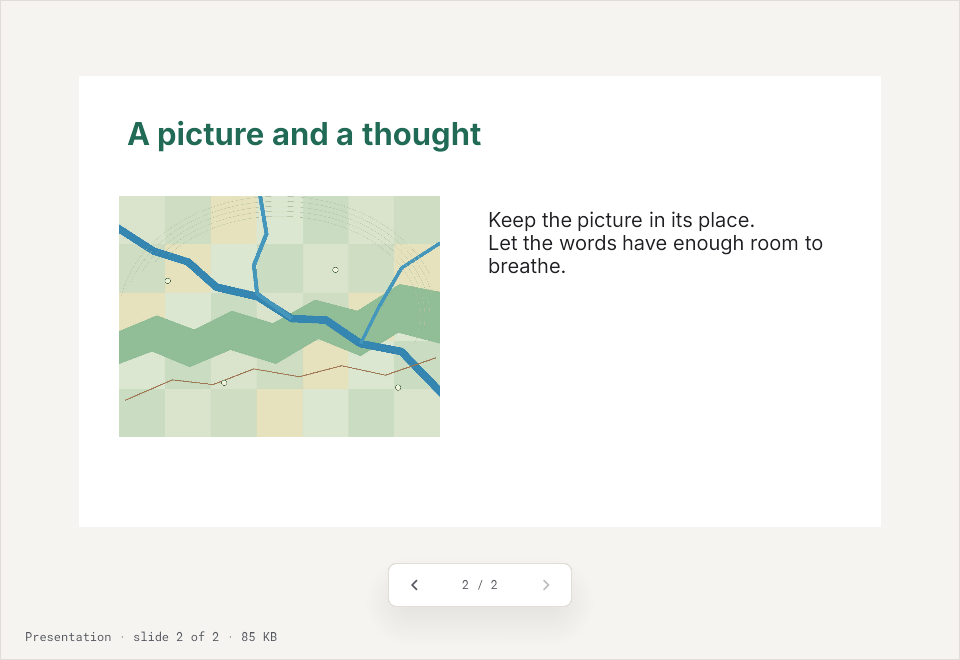 A picture and a thought
Keep the picture in its place.
Let the words have enough room to
breathe.
2 / 2
Presentation · slide 2 of 2 · 85 KB